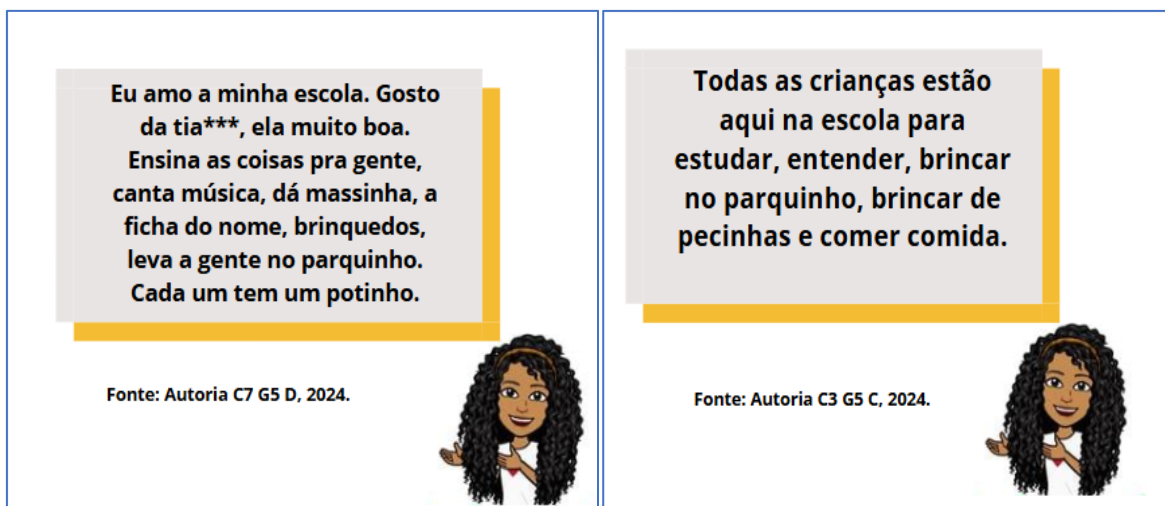 Eu amo a minha escola. Gosto
da tia***, ela muito boa.
Ensina as coisas pra gente,
canta música, dá massinha, a
ficha do nome, brinquedos,
leva a gente no parquinho.
Cada um tem um potinho.
Fonte: Autoria C7 G5 D, 2024.
Todas as crianças estão
aqui na escola para
estudar, entender, brincar
no parquinho, brincar de
pecinhas e comer comida.
Fonte: Autoria C3 G5 C, 2024.